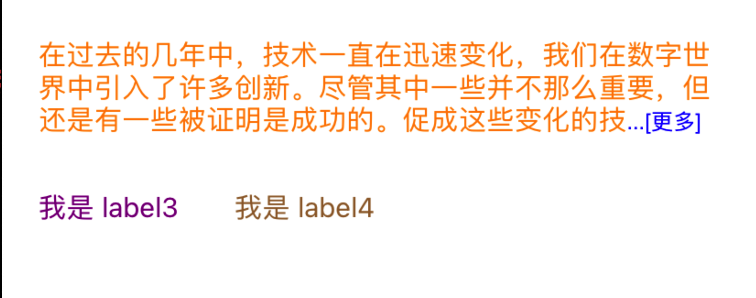 在过去的几年中，技术一直在迅速变化，我们在数字世
界中引入了许多创新。尽管其中一些并不那么重要，但
还是有一些被证明是成功的。促成这些变化的技...[更多]
我是 label3 我是 label4